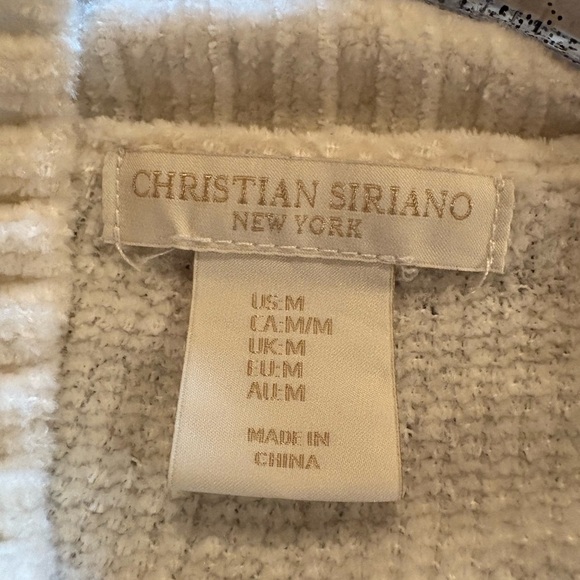 CHRISTIAN SIRIANO
NEW YORK
US:M
CA:M/M
UK:M
EU:M
AU:M
MADE IN
CHINA